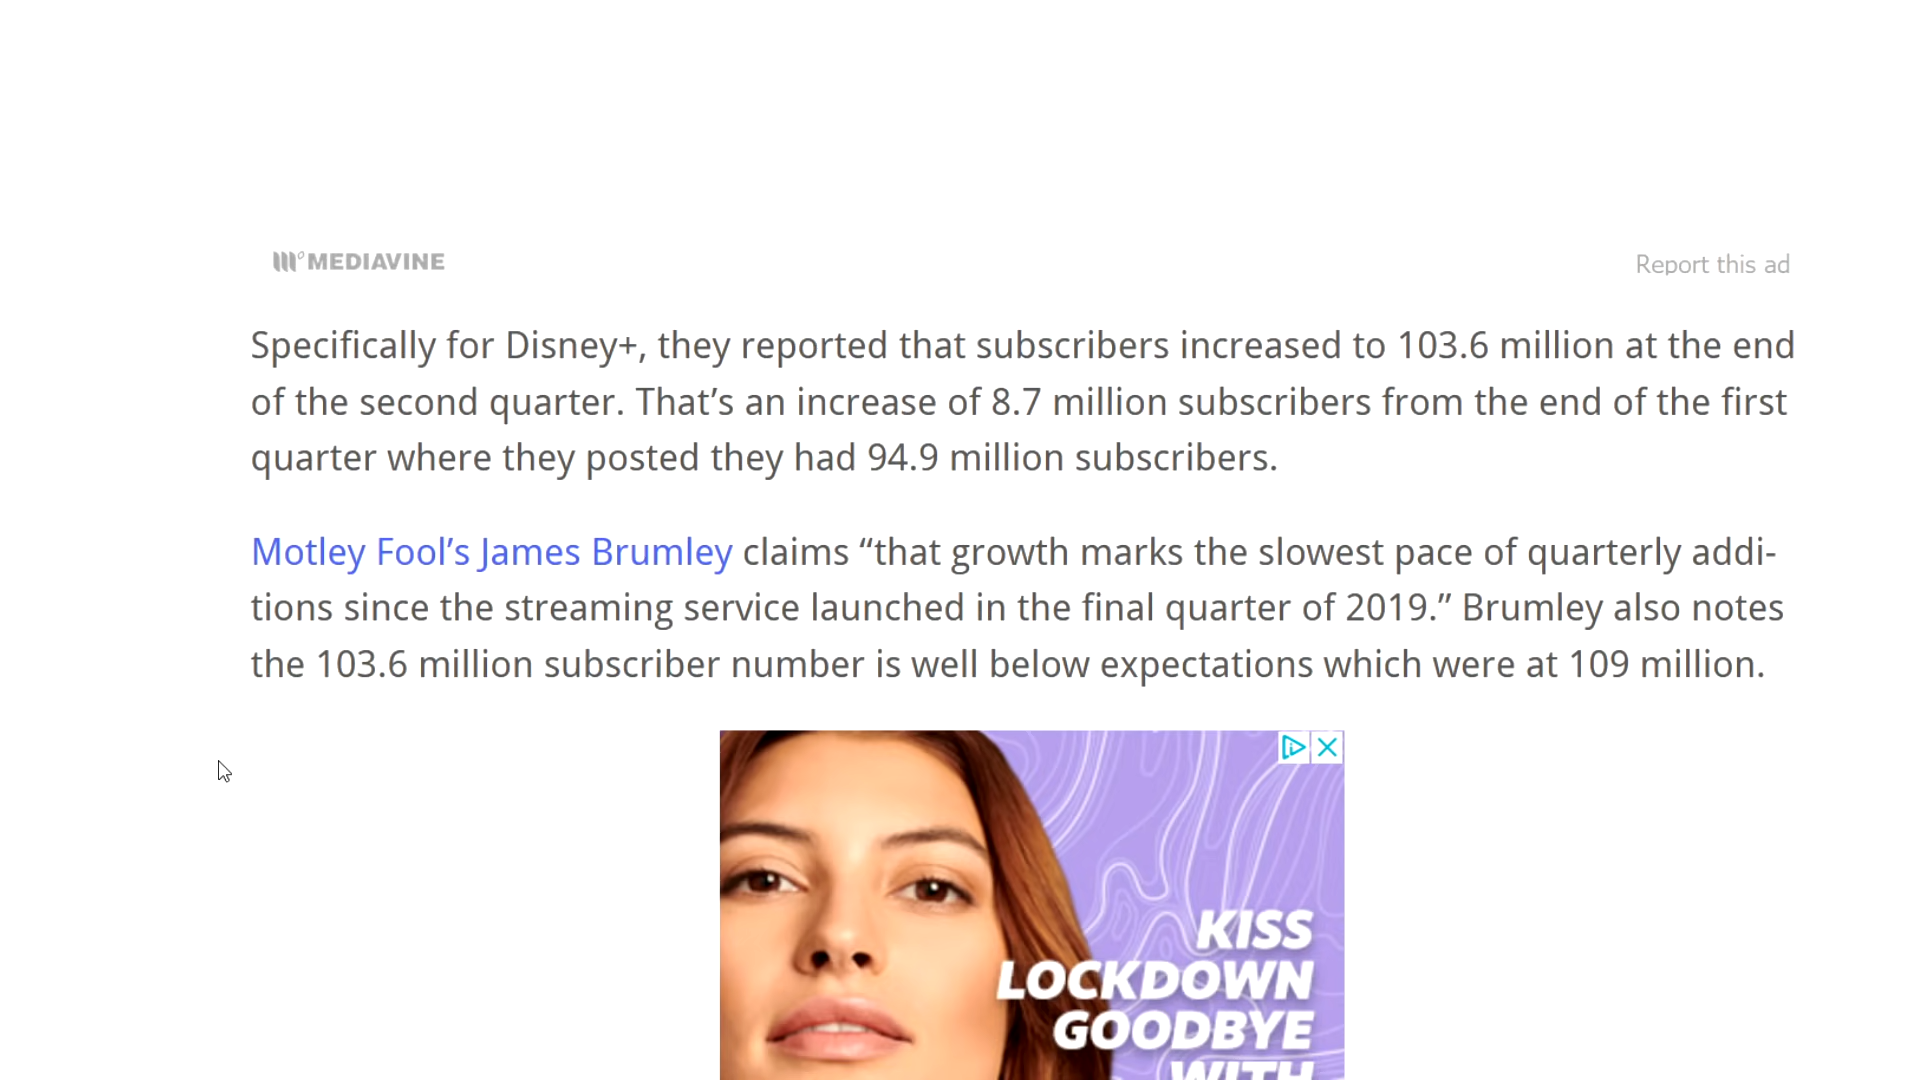 MEDIAVINE
Report this ad
Specifically for Disney+, they reported that subscribers increased to 103.6 million at the end
of the second quarter. That’s an increase of 8.7 million subscribers from the end of the first
quarter where they posted they had 94.9 million subscribers.
Motley Fool’s James Brumley claims “that growth marks the slowest pace of quarterly addi-
tions since the streaming service launched in the final quarter of 2019.” Brumley also notes
the 103.6 million subscriber number is well below expectations which were at 109 million.
KISS
LOCKDOWN
GOODBYE
WITH